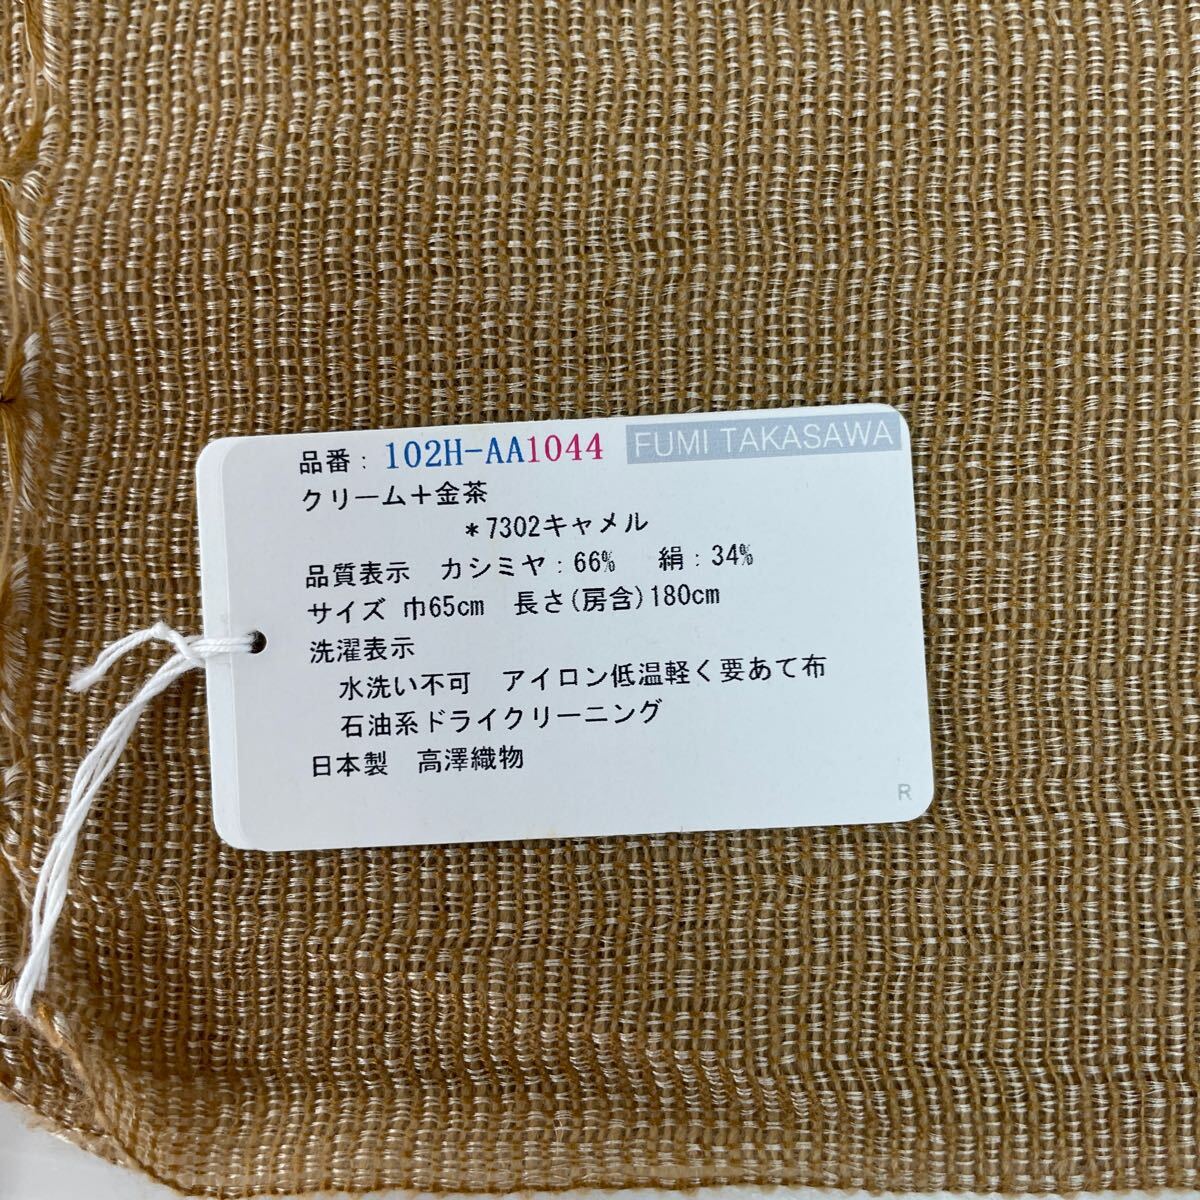 品番: 102H-AA1044 FUMI TAKASAWA
クリーム+金茶
*7302キャメル
品質表示 カシミヤ:66% 絹:34%
サイズ 巾65cm 長さ(房含)180cm
洗濯表示
水洗い不可 アイロン低温軽く要あて布
石油系ドライクリーニング
日本製 高澤織物
R